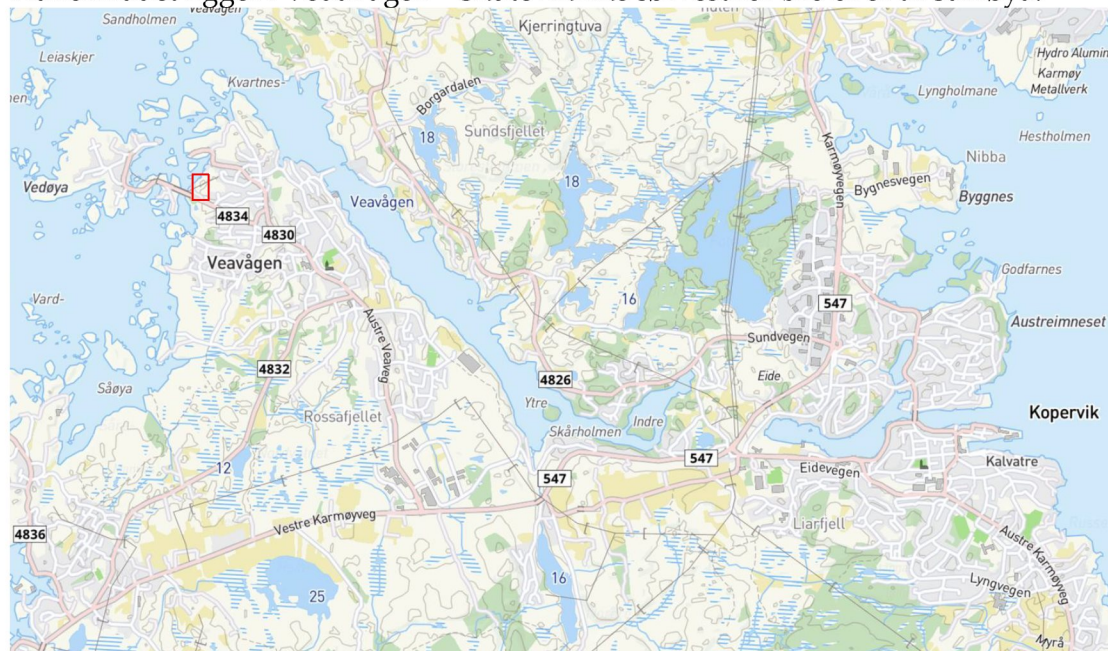 Sandholmen
Veavågen
Kjerringtuva
Leiaskjer
Kvartnes-
Borgardalen
Hydro Alumin
Karmøy
Metallverk
Lyngholmane
18
Sundsfjellet
Hestholmen
Karmøyvegen
Nibba
Vedøya
18
Bygnesvegen
Byggnes
Veavågen
4834
4830
Veavågen
Godfarnes
Vard-
16
547
Austre Veaveg
Austreimneset
Sundvegen
4832
Eide
Såøya
4826
Ytre
Rossafjellet
Indre
Kopervik
Skårholmen
12
547
547
Eidevegen
Kalvatre
Vestre Karmøyveg
4836
Liarfjell
Austre Karmøyveg
16
25
Lyngvegen
Myrå